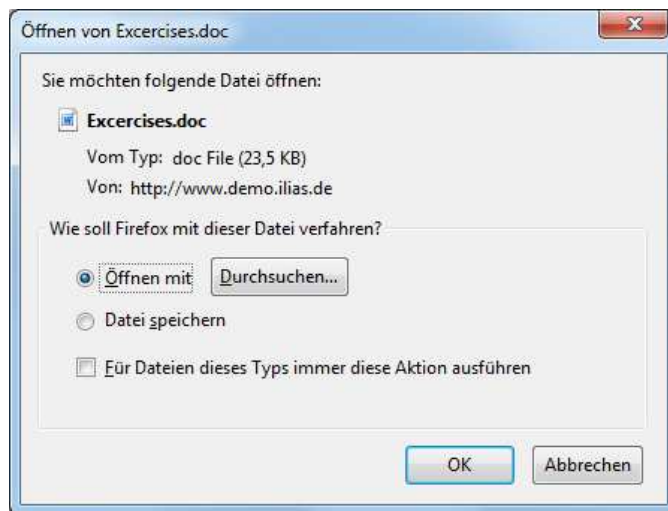 Öffnen von Excercises.doc
Sie möchten folgende Datei öffnen:
Excercises.doc
Vom Typ: doc File (23,5 KB)
Von: http://www.demo.ilias.de
Wie soll Firefox mit dieser Datei verfahren?
Öffnen mit Durchsuchen...
Datei speichern
Für Dateien dieses Typs immer diese Aktion ausführen
OK Abbrechen